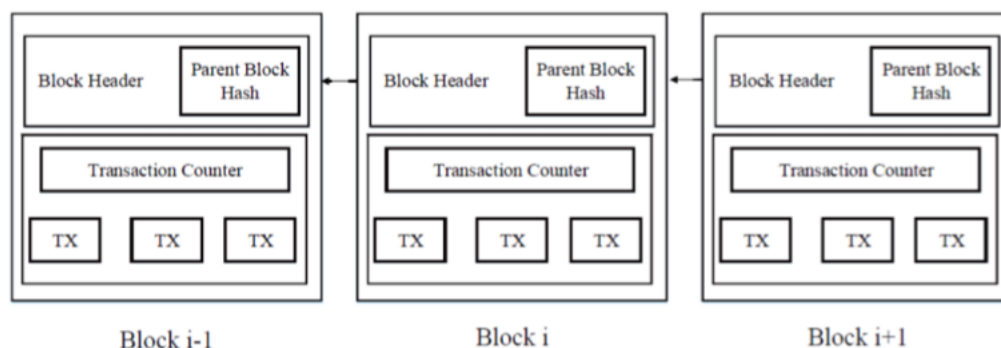 Block Header
Parent Block
Hash
Transaction Counter
TX TX TX
Block i-1
Block Header
Parent Block
Hash
Transaction Counter
TX TX TX
Block i
Block Header
Parent Block
Hash
Transaction Counter
TX TX TX
Block i+1